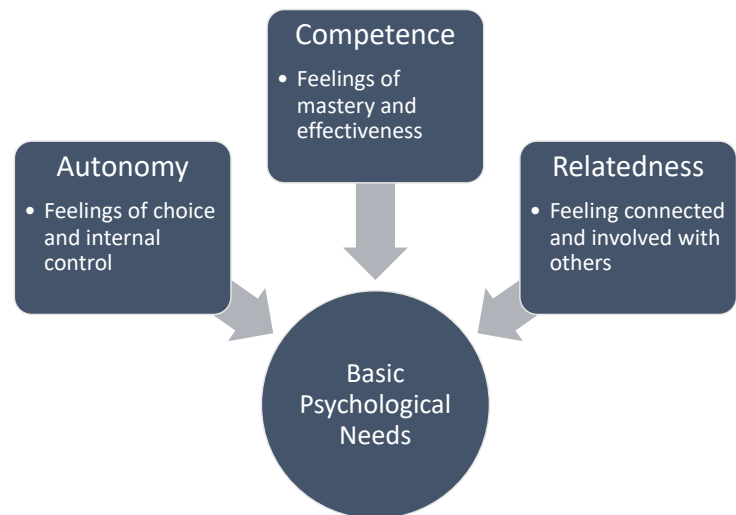 Competence
• Feelings of
mastery and
effectiveness
Autonomy
• Feelings of choice
and internal
control
Relatedness
• Feeling connected
and involved with
others
Basic
Psychological
Needs